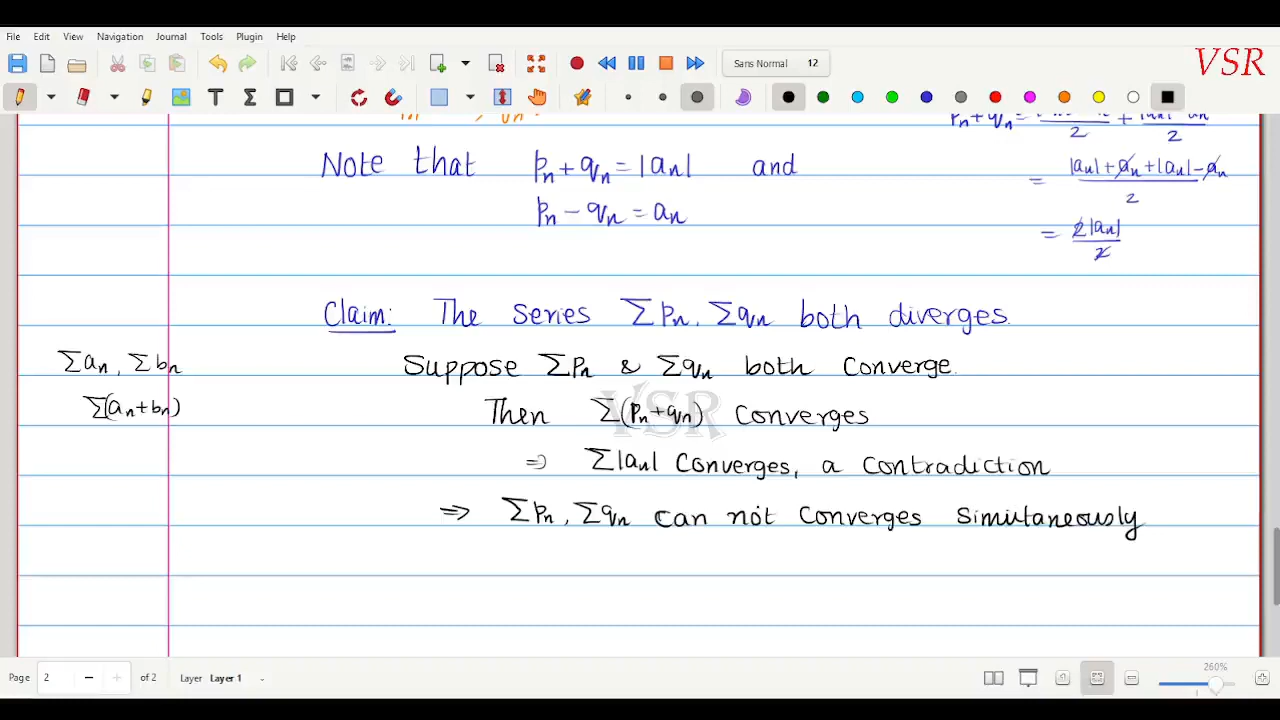 File Edit View Navigation Journal Tools Plugin Help
VSR
Sans Normal 12
Note that pₙ + qₙ = |aₙ| and
pₙ − qₙ = aₙ
= |aₙ| + aₙ + |aₙ| − aₙ / 2
= 2|aₙ| / 2
Claim: The Series Σpₙ, Σqₙ both diverges.
Σaₙ, Σbₙ
Suppose Σpₙ & Σqₙ both Converge.
Σ(aₙ+bₙ)
Then Σ(pₙ+qₙ) Converges
VSR
⇒ Σ|aₙ| Converges, a Contradiction
⇒ Σpₙ, Σqₙ can not Converges Simultaneously
Page 2 of 2 Layer Layer 1 260%